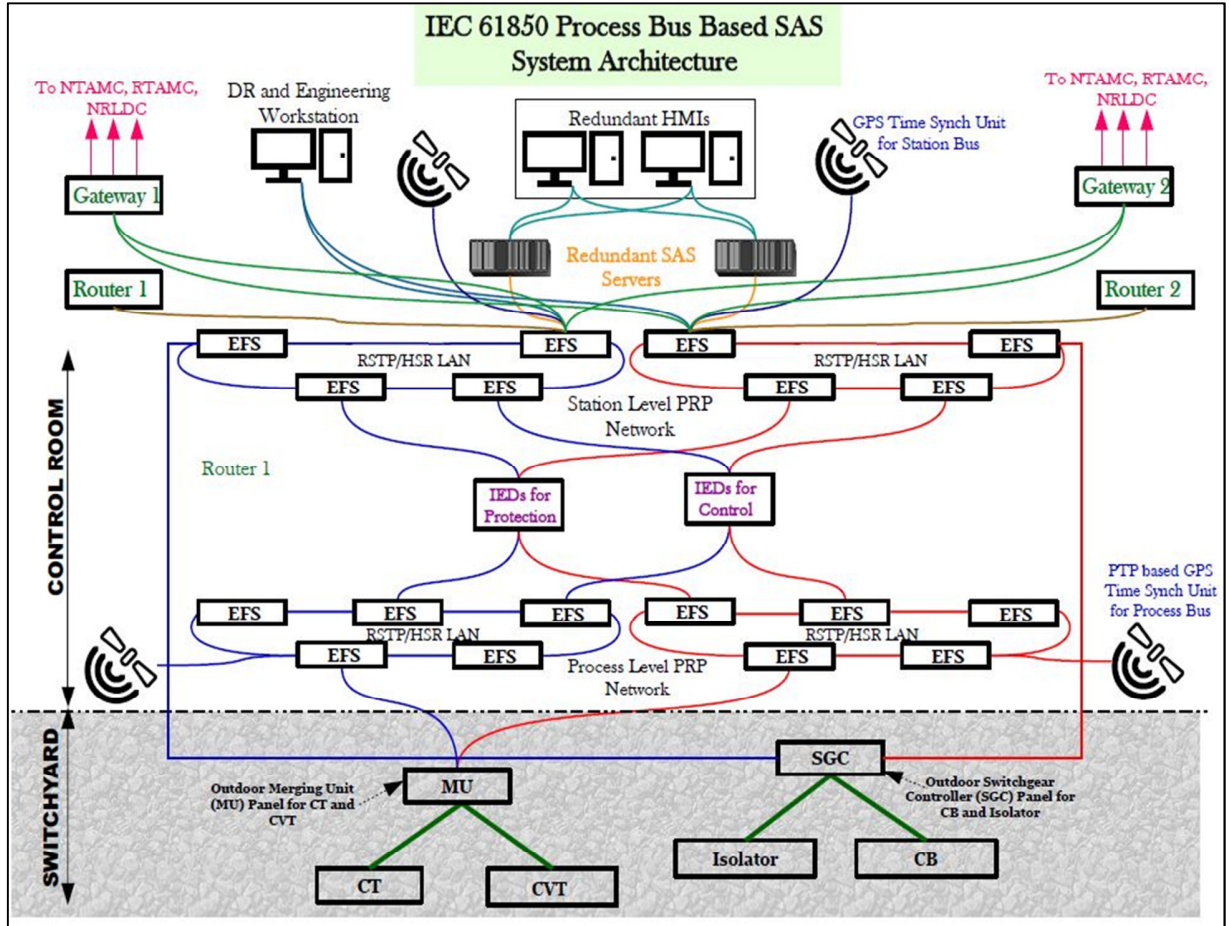 IEC 61850 Process Bus Based SAS
System Architecture
To NTAMC, RTAMC,
NRLDC
DR and Engineering
Workstation
Redundant HMIs
GPS Time Synch Unit
for Station Bus
To NTAMC, RTAMC,
NRLDC
Gateway 1
Gateway 2
Redundant SAS
Servers
Router 1
Router 2
EFS
EFS
EFS
EFS
RSTP/HSR LAN
RSTP/HSR LAN
EFS
EFS
EFS
EFS
Station Level PRP
Network
CONTROL ROOM
Router 1
IEDs for
Protection
IEDs for
Control
PTP based GPS
Time Synch Unit
for Process Bus
EFS
EFS
EFS
EFS
EFS
EFS
RSTP/HSR LAN
RSTP/HSR LAN
EFS
EFS
EFS
EFS
Process Level PRP
Network
SWITCHYARD
Outdoor Merging Unit
(MU) Panel for CT and
CVT
MU
SGC
Outdoor Switchgear
Controller (SGC) Panel for
CB and Isolator
CT
CVT
Isolator
CB